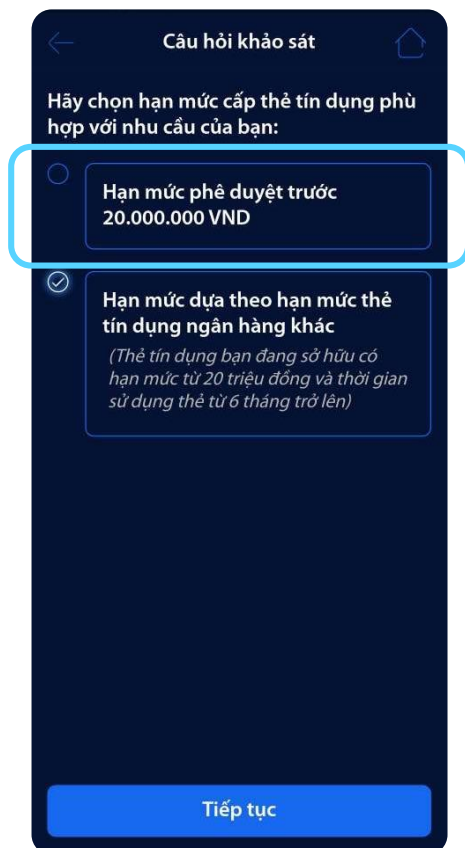 Câu hỏi khảo sát
Hãy chọn hạn mức cấp thẻ tín dụng phù
hợp với nhu cầu của bạn:
Hạn mức phê duyệt trước
20.000.000 VND
Hạn mức dựa theo hạn mức thẻ
tín dụng ngân hàng khác
(Thẻ tín dụng bạn đang sở hữu có
hạn mức từ 20 triệu đồng và thời gian
sử dụng thẻ từ 6 tháng trở lên)
Tiếp tục